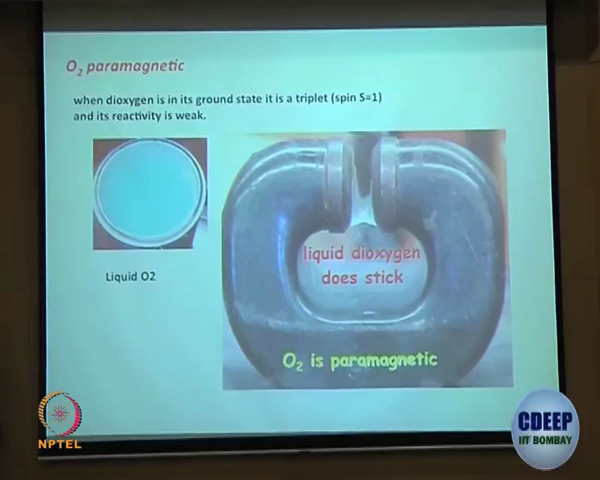 O2 paramagnetic
when dioxygen is in its ground state it is a triplet (spin S=1)
and its reactivity is weak.
liquid dioxygen
does stick
Liquid O2
O2 is paramagnetic
NPTEL
CDEEP
IIT BOMBAY